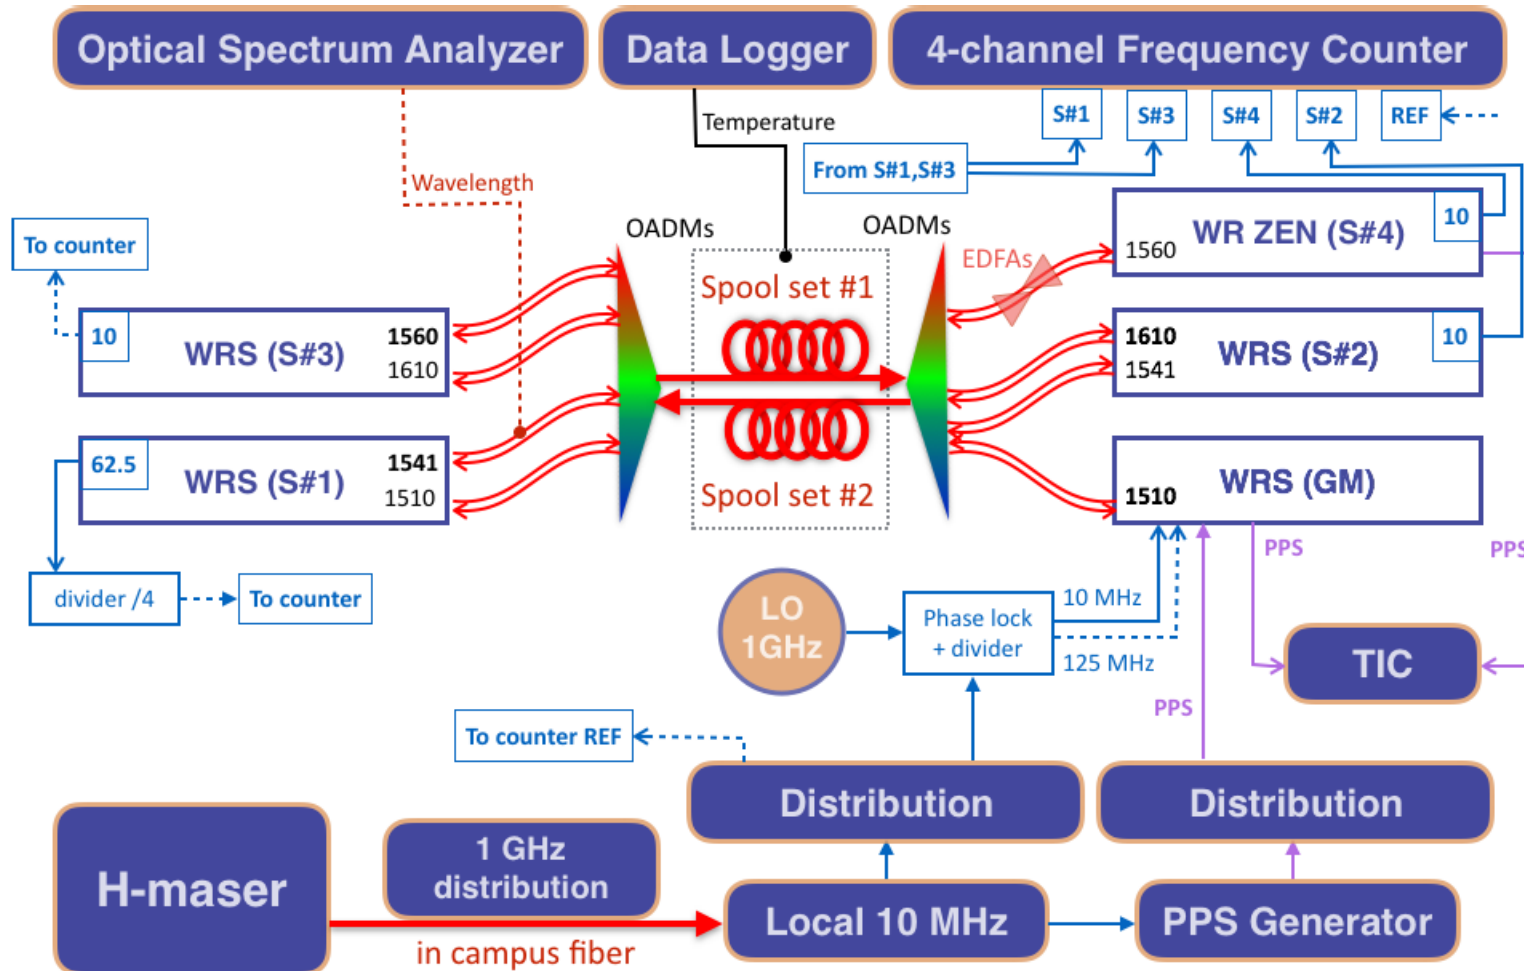 Optical Spectrum Analyzer
Data Logger
4-channel Frequency Counter
S#1
S#3
S#4
S#2
REF
Temperature
From S#1,S#3
Wavelength
To counter
OADMs
OADMs
EDFAs
1560
WR ZEN (S#4)
10
Spool set #1
10
WRS (S#3)
1560
1610
1610
1541
WRS (S#2)
10
62.5
WRS (S#1)
1541
1510
Spool set #2
1510
WRS (GM)
PPS
PPS
divider /4
To counter
LO
1GHz
Phase lock
+ divider
10 MHz
125 MHz
TIC
PPS
To counter REF
Distribution
Distribution
H-maser
1 GHz
distribution
in campus fiber
Local 10 MHz
PPS Generator